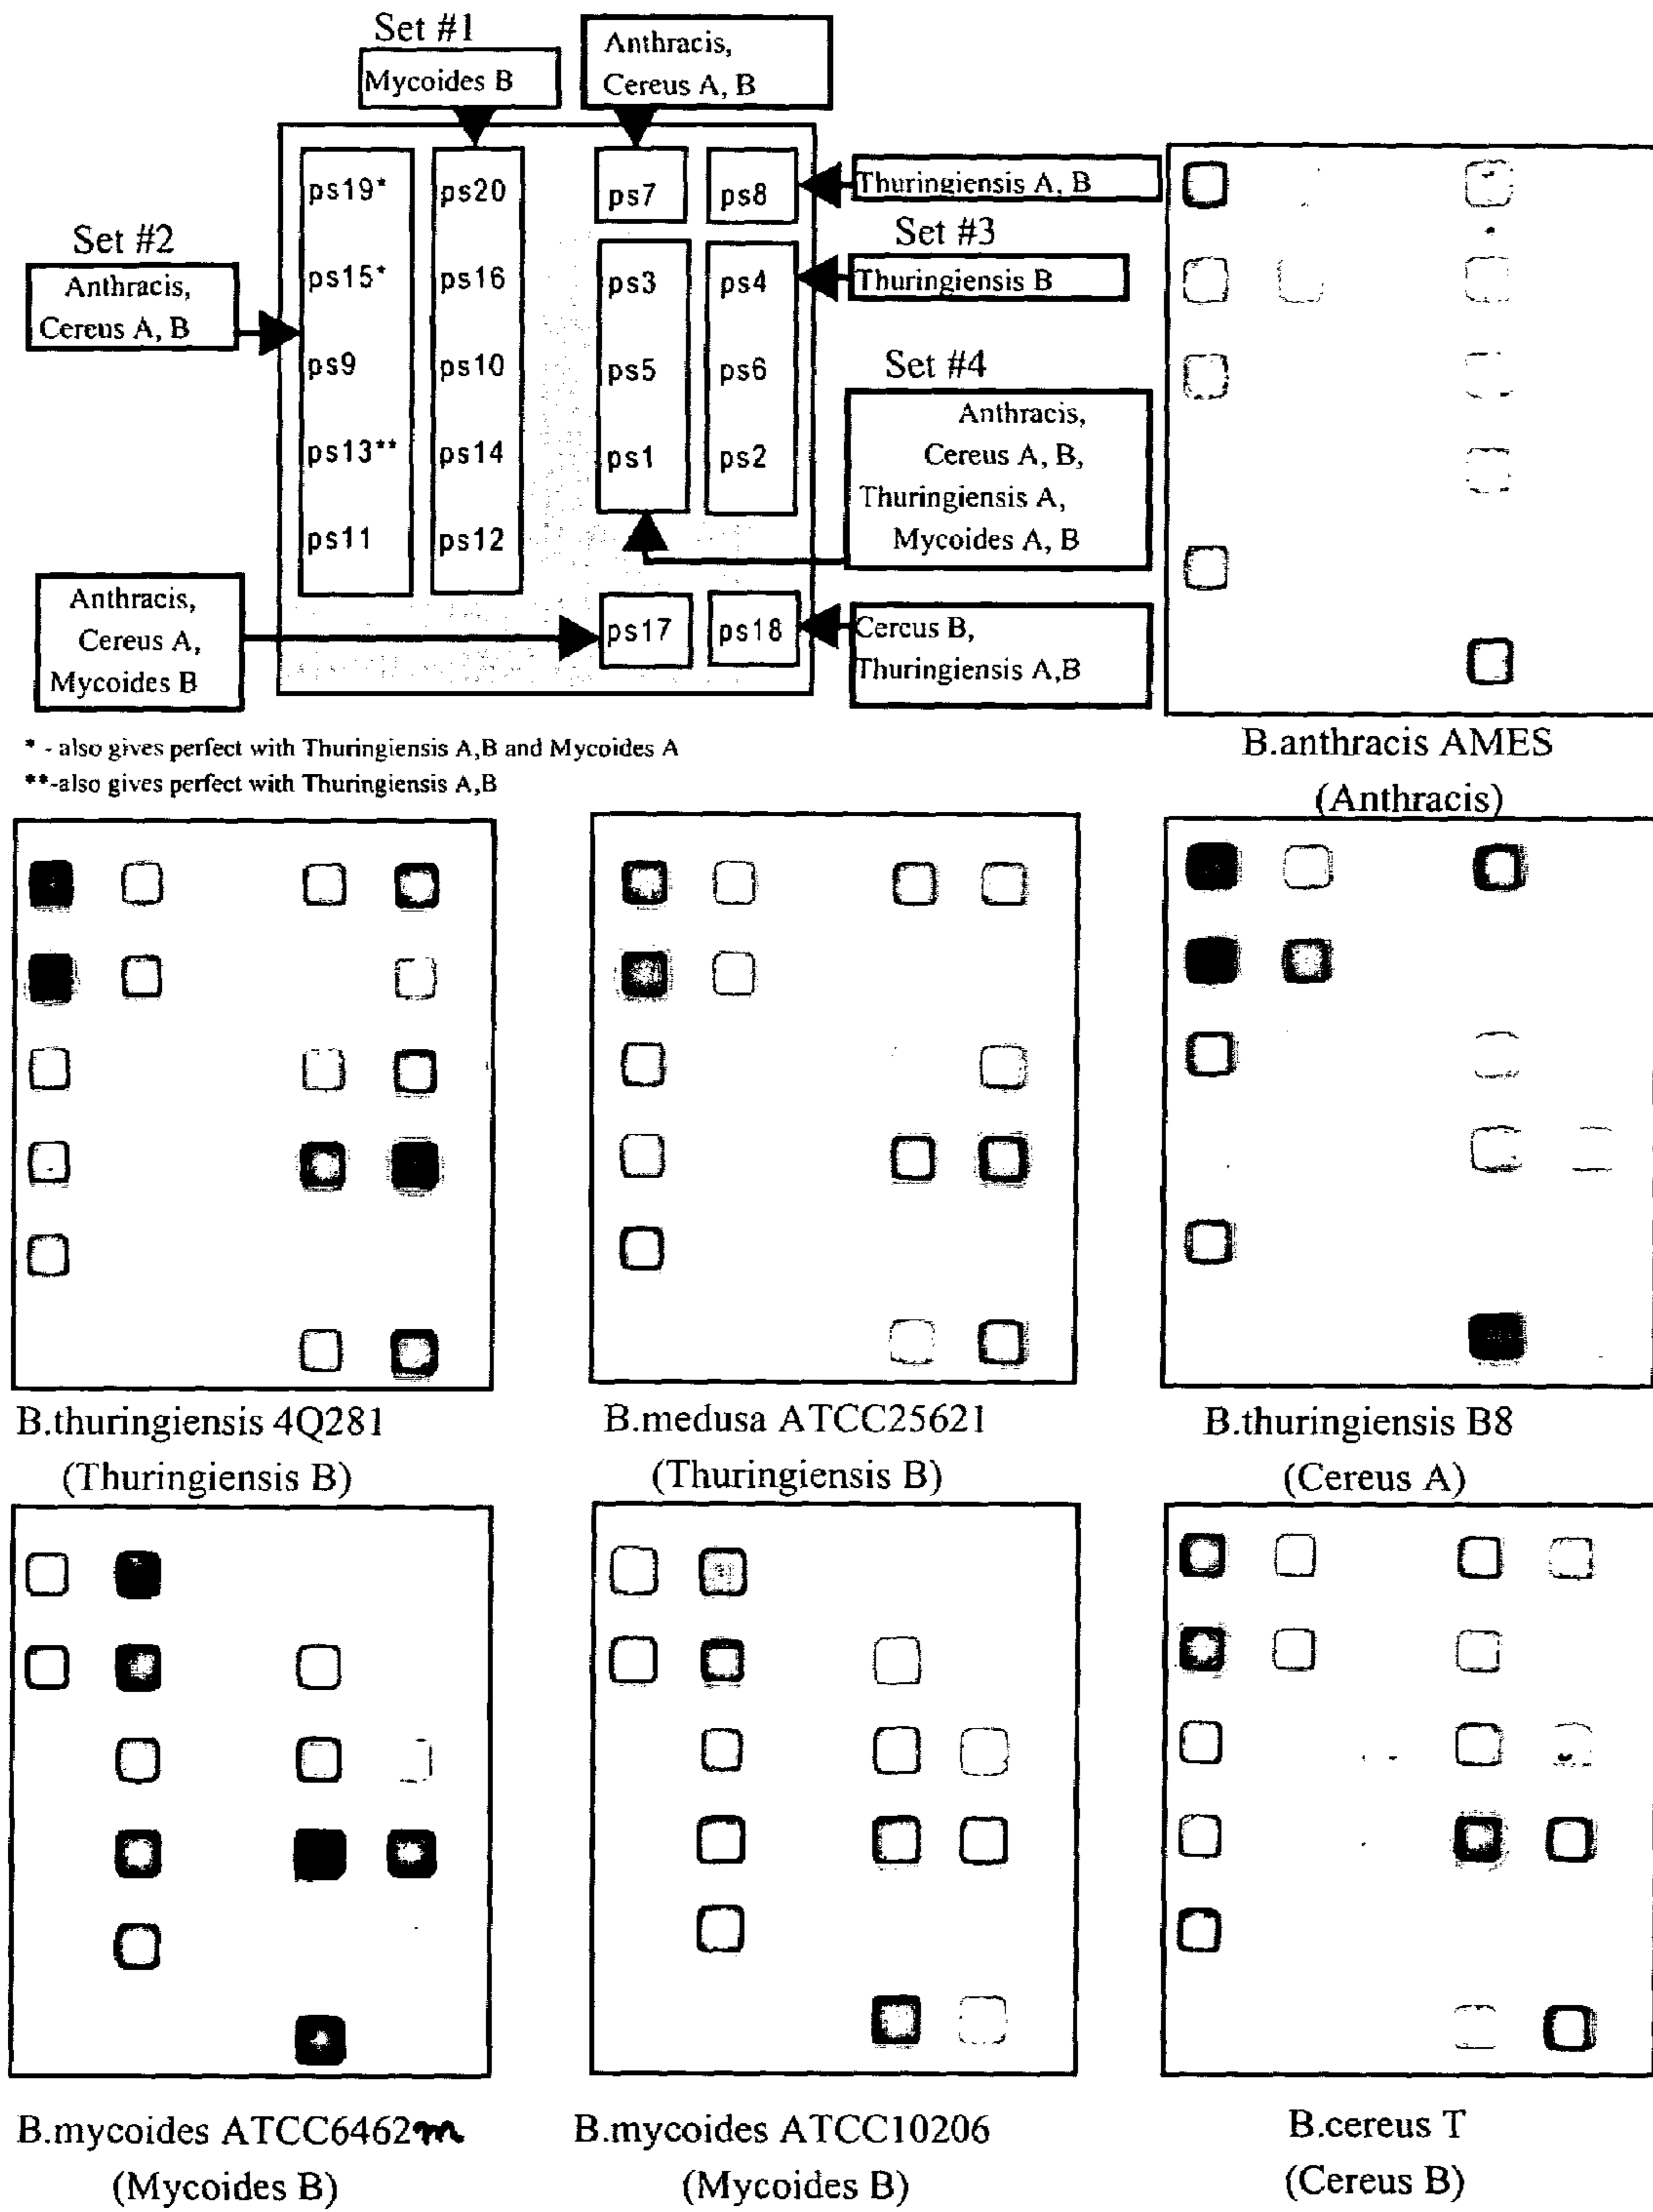 Set #1
Mycoides B
Anthracis,
Cereus A, B
ps19*
ps20
ps7
ps8
Thuringiensis A, B
Set #2
Anthracis,
Cereus A, B
Set #3
Thuringiensis B
ps15*
ps16
ps3
ps4
ps9
ps10
ps5
ps6
Set #4
Anthracis,
Cereus A, B,
Thuringiensis A,
Mycoides A, B
ps13**
ps14
ps1
ps2
ps11
ps12
Anthracis,
Cereus A,
Mycoides B
ps17
ps18
Cereus B,
Thuringiensis A,B
* - also gives perfect with Thuringiensis A,B and Mycoides A
**-also gives perfect with Thuringiensis A,B
B.anthracis AMES
(Anthracis)
B.thuringiensis 4Q281
(Thuringiensis B)
B.medusa ATCC25621
(Thuringiensis B)
B.thuringiensis B8
(Cereus A)
B.mycoides ATCC6462m
(Mycoides B)
B.mycoides ATCC10206
(Mycoides B)
B.cereus T
(Cereus B)